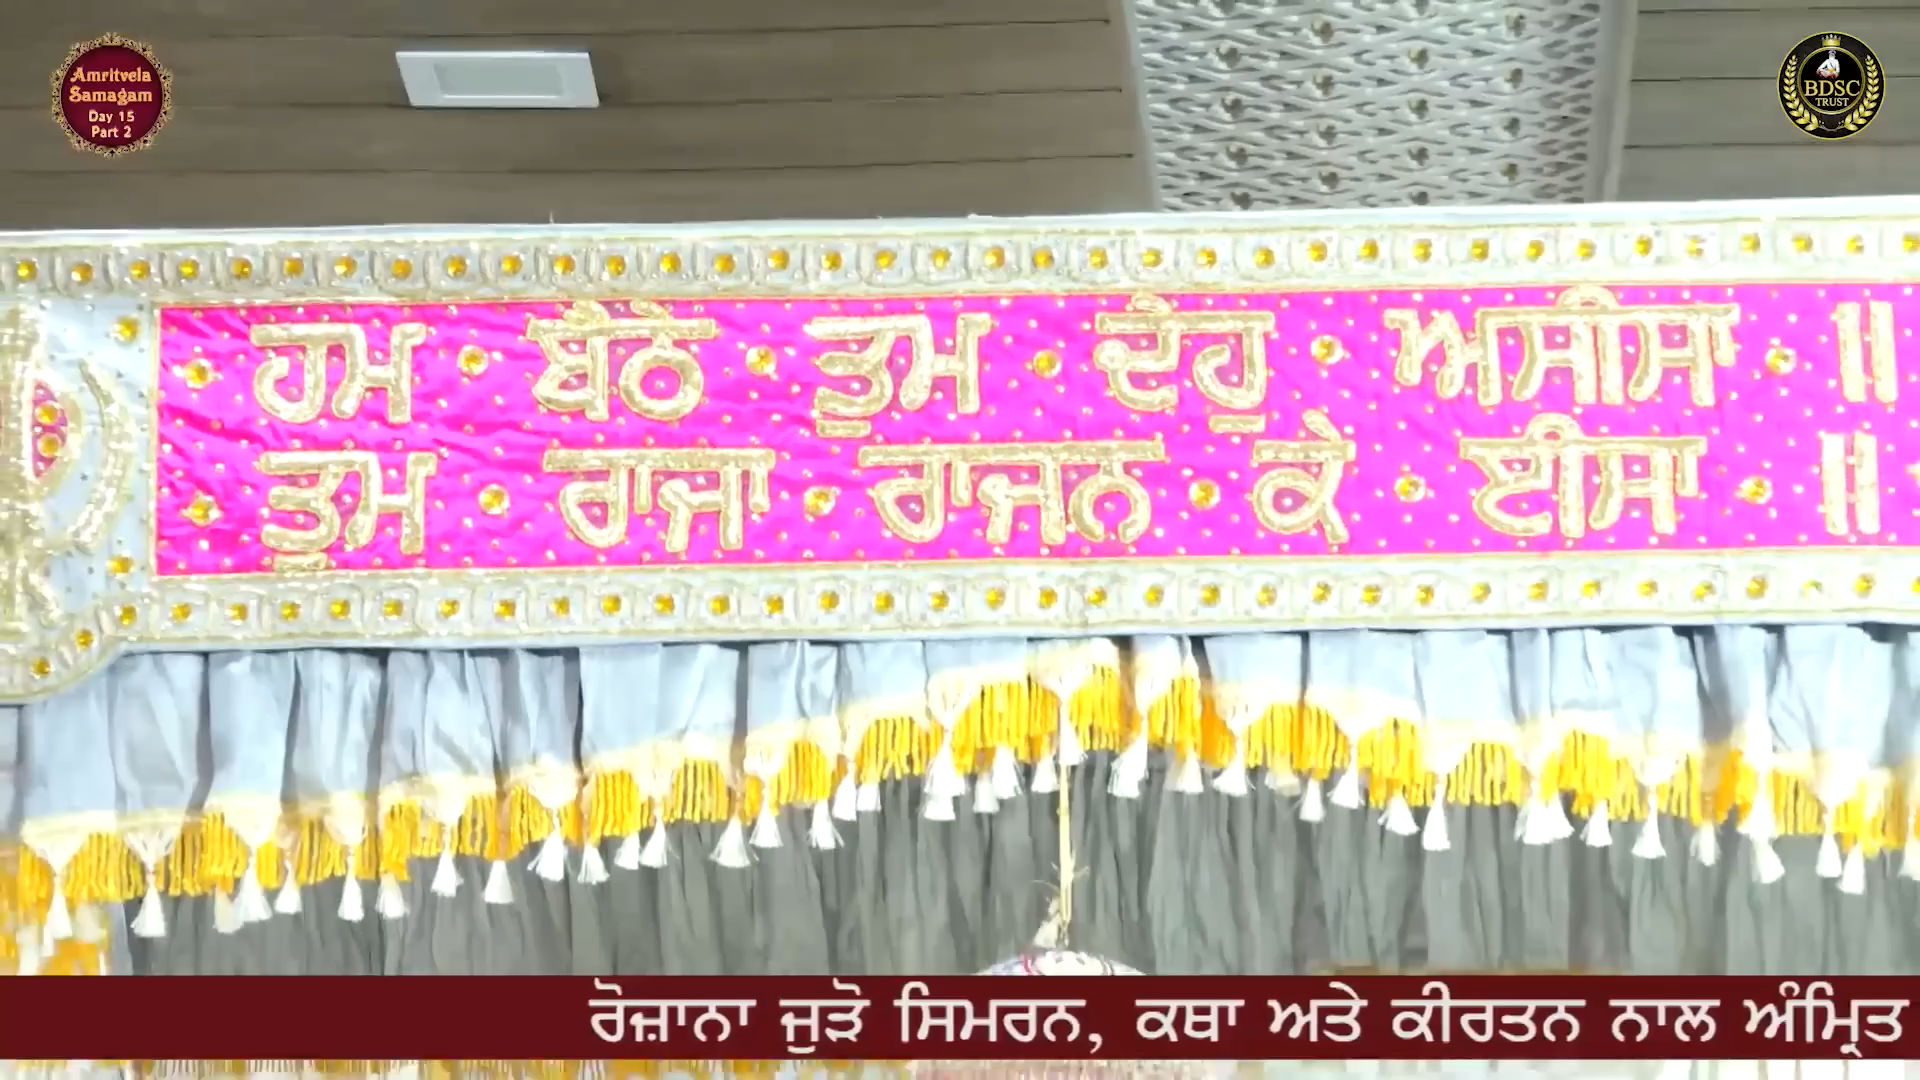 Amritvela
Samagam
Day 15
Part 2
BDSC
TRUST
ਹਮ ਬੈਠੇ ਤੁਮ ਦੇਹੁ ਅਸੀਸਾ ॥
ਤੁਮ ਰਾਜਾ ਰਾਜਨ ਕੇ ਈਸਾ ॥
ਰੋਜ਼ਾਨਾ ਜੁੜੋ ਸਿਮਰਨ, ਕਥਾ ਅਤੇ ਕੀਰਤਨ ਨਾਲ ਅੰਮ੍ਰਿਤ